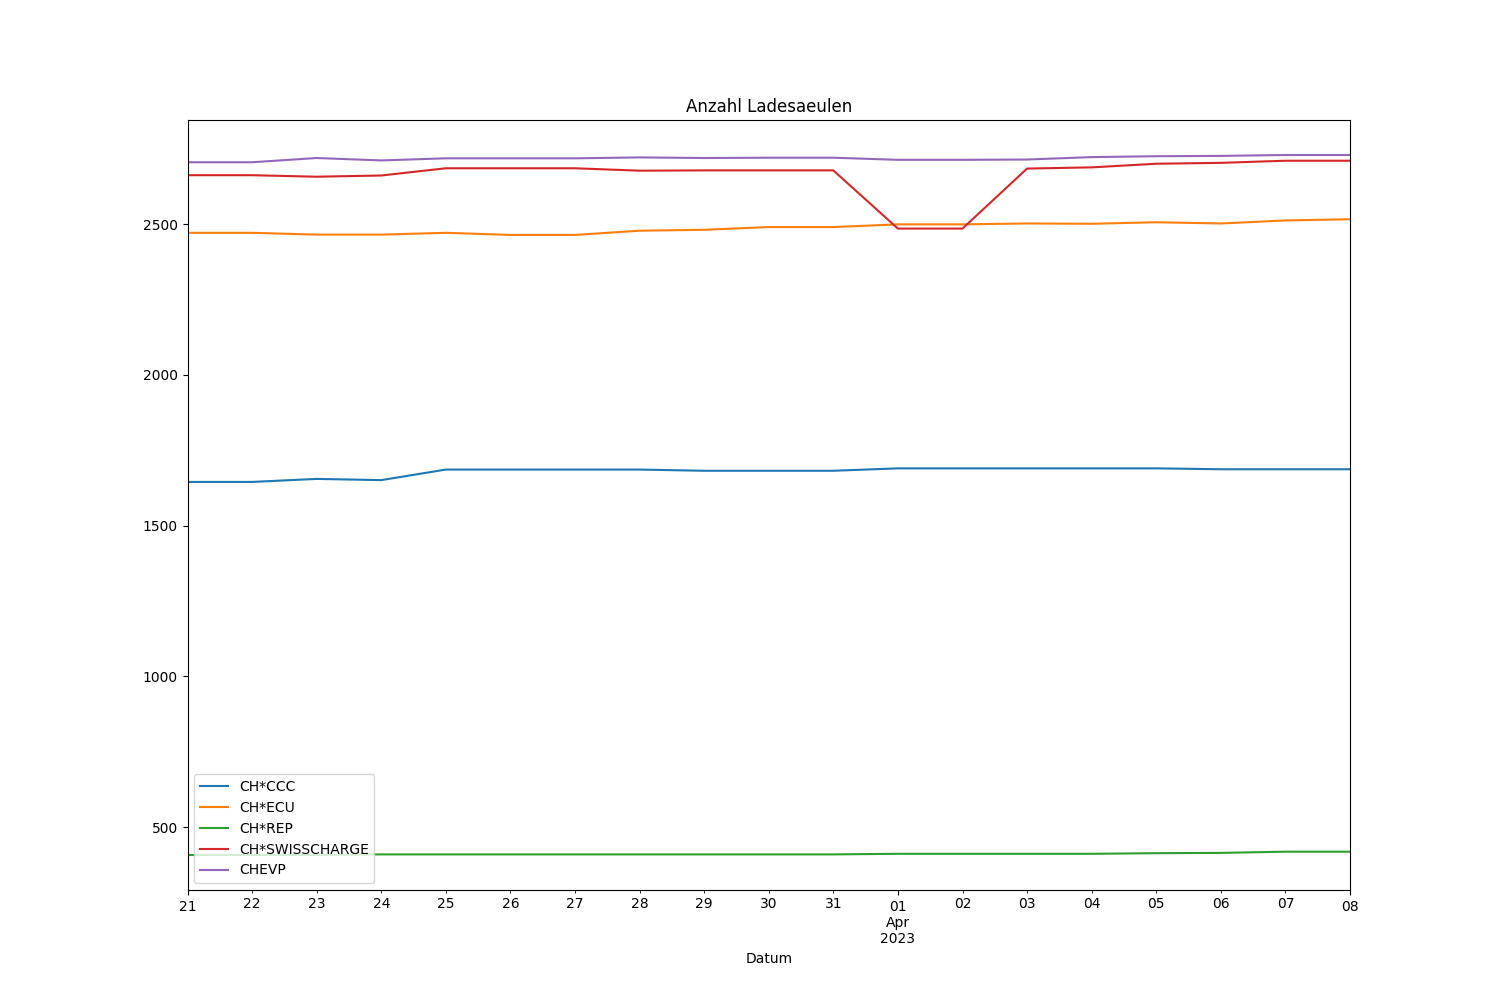 Anzahl Ladesaeulen
2500
2000
1500
1000
500
CH*CCC
CH*ECU
CH*REP
CH*SWISSCHARGE
CHEVP
21 22 23 24 25 26 27 28 29 30 31 01 02 03 04 05 06 07 08
Apr
2023
Datum